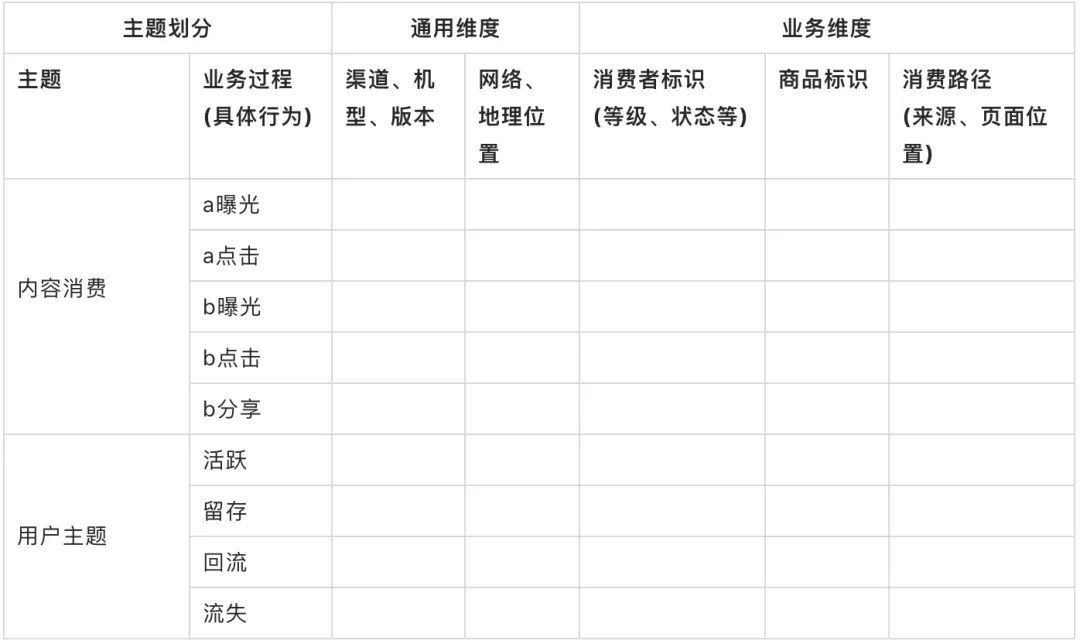 主题划分 通用维度 业务维度
主题 业务过程 渠道、机 网络、 消费者标识 商品标识 消费路径
(具体行为) 型、版本 地理位 (等级、状态等) (来源、页面位
置 置)
a曝光
a点击
内容消费
b曝光
b点击
b分享
活跃
留存
用户主题
回流
流失